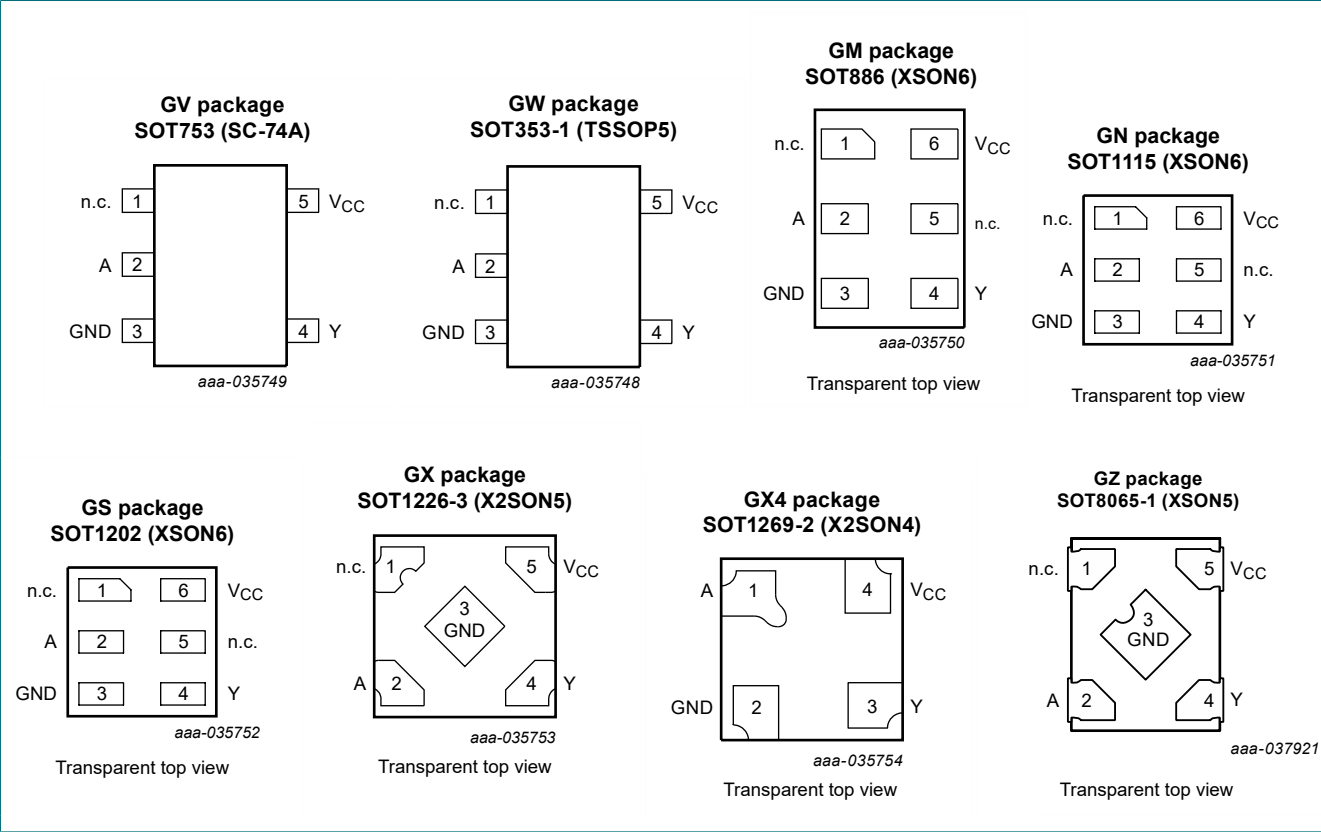 GV package
SOT753 (SC-74A)
n.c. 1
5 VCC
A 2
GND 3
4 Y
aaa-035749
GW package
SOT353-1 (TSSOP5)
n.c. 1
5 VCC
A 2
GND 3
4 Y
aaa-035748
GM package
SOT886 (XSON6)
n.c. 1 6 VCC
A 2 5 n.c.
GND 3 4 Y
aaa-035750
Transparent top view
GN package
SOT1115 (XSON6)
n.c. 1 6 VCC
A 2 5 n.c.
GND 3 4 Y
aaa-035751
Transparent top view
GS package
SOT1202 (XSON6)
n.c. 1 6 VCC
A 2 5 n.c.
GND 3 4 Y
aaa-035752
Transparent top view
GX package
SOT1226-3 (X2SON5)
n.c. 1 5 VCC
3
GND
A 2 4 Y
aaa-035753
Transparent top view
GX4 package
SOT1269-2 (X2SON4)
A 1 4 VCC
GND 2 3 Y
aaa-035754
Transparent top view
GZ package
SOT8065-1 (XSON5)
n.c. 1 5 VCC
3
GND
A 2 4 Y
aaa-037921
Transparent top view